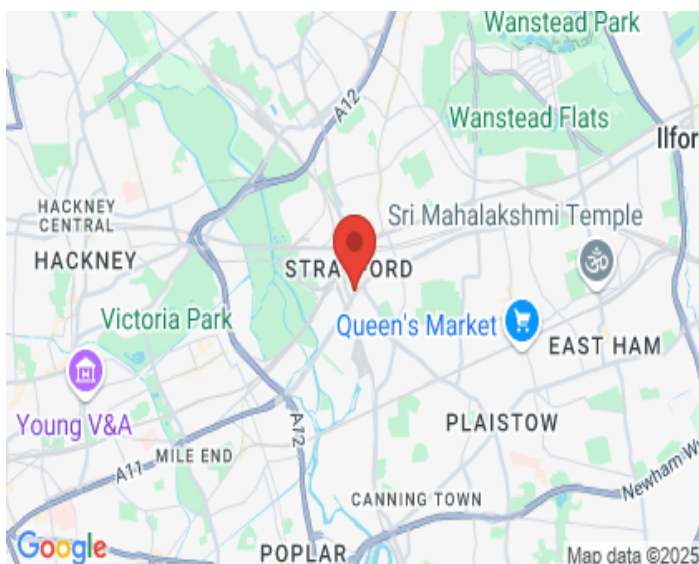 Wanstead Park
A12
Wanstead Flats
Ilfor
HACKNEY
CENTRAL
Sri Mahalakshmi Temple
HACKNEY
STRATFORD
Victoria Park
Queen's Market
EAST HAM
Young V&A
A12
PLAISTOW
MILE END
A11
Newham W
CANNING TOWN
Google
POPLAR
Map data ©2025